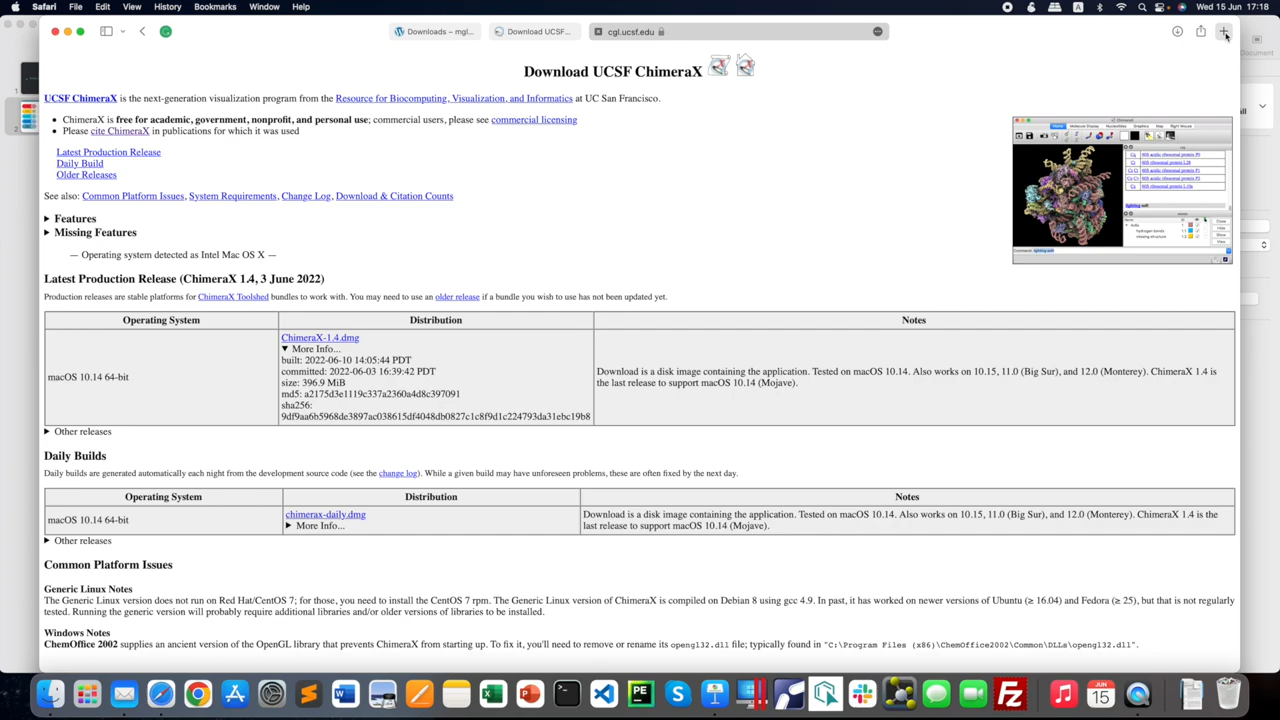 Safari File Edit View History Bookmarks Develop Window Help
Wed 15 Jun 17:18
Downloads – mgl...
Download UCSF...
cgl.ucsf.edu
Document
Download UCSF ChimeraX
UCSF ChimeraX is the next-generation visualization program from the Resource for Biocomputing, Visualization, and Informatics at UC San Francisco.
• ChimeraX is free for academic, government, nonprofit, and personal use; commercial users, please see commercial licensing
• Please cite ChimeraX in publications for which it was used
Latest Production Release
Daily Build
Older Releases
See also: Common Platform Issues, System Requirements, Change Log, Download & Citation Counts
Features
Missing Features
— Operating system detected as Intel Mac OS X —
Latest Production Release (ChimeraX 1.4, 3 June 2022)
Production releases are stable platforms for ChimeraX Toolshed bundles to work with. You may need to use an older release if a bundle you wish to use has not been updated yet.
Operating System Distribution Notes
ChimeraX-1.4.dmg
More Info...
built: 2022-06-10 14:05:44 PDT
committed: 2022-06-03 16:39:42 PDT
size: 396.9 MiB
md5: a2175d3e1119c337a2360a4d8c397091
sha256:
9df9aa6b5968de3897ac038615df4048db0827c1c8f9d1c224793da31ebc19b8
macOS 10.14 64-bit
Download is a disk image containing the application. Tested on macOS 10.14. Also works on 10.15, 11.0 (Big Sur), and 12.0 (Monterey). ChimeraX 1.4 is
the last release to support macOS 10.14 (Mojave).
Other releases
Daily Builds
Daily builds are generated automatically each night from the development source code (see the change log). While a given build may have unforeseen problems, these are often fixed by the next day.
Operating System Distribution Notes
macOS 10.14 64-bit
chimerax-daily.dmg
More Info...
Download is a disk image containing the application. Tested on macOS 10.14. Also works on 10.15, 11.0 (Big Sur), and 12.0 (Monterey). ChimeraX 1.4 is the
last release to support macOS 10.14 (Mojave).
Other releases
Common Platform Issues
Generic Linux Notes
The Generic Linux version does not run on Red Hat/CentOS 7; for those, you need to install the CentOS 7 rpm. The Generic Linux version of ChimeraX is compiled on Debian 8 using gcc 4.9. In past, it has worked on newer versions of Ubuntu (≥ 16.04) and Fedora (≥ 25), but that is not regularly
tested. Running the generic version will probably require additional libraries and/or older versions of libraries to be installed.
Windows Notes
ChemOffice 2002 supplies an ancient version of the OpenGL library that prevents ChimeraX from starting up. To fix it, you'll need to remove or rename its opengl32.dll file; typically found in "C:\Program Files (x86)\ChemOffice2002\Common\DLLs\opengl32.dll".
JUN
15